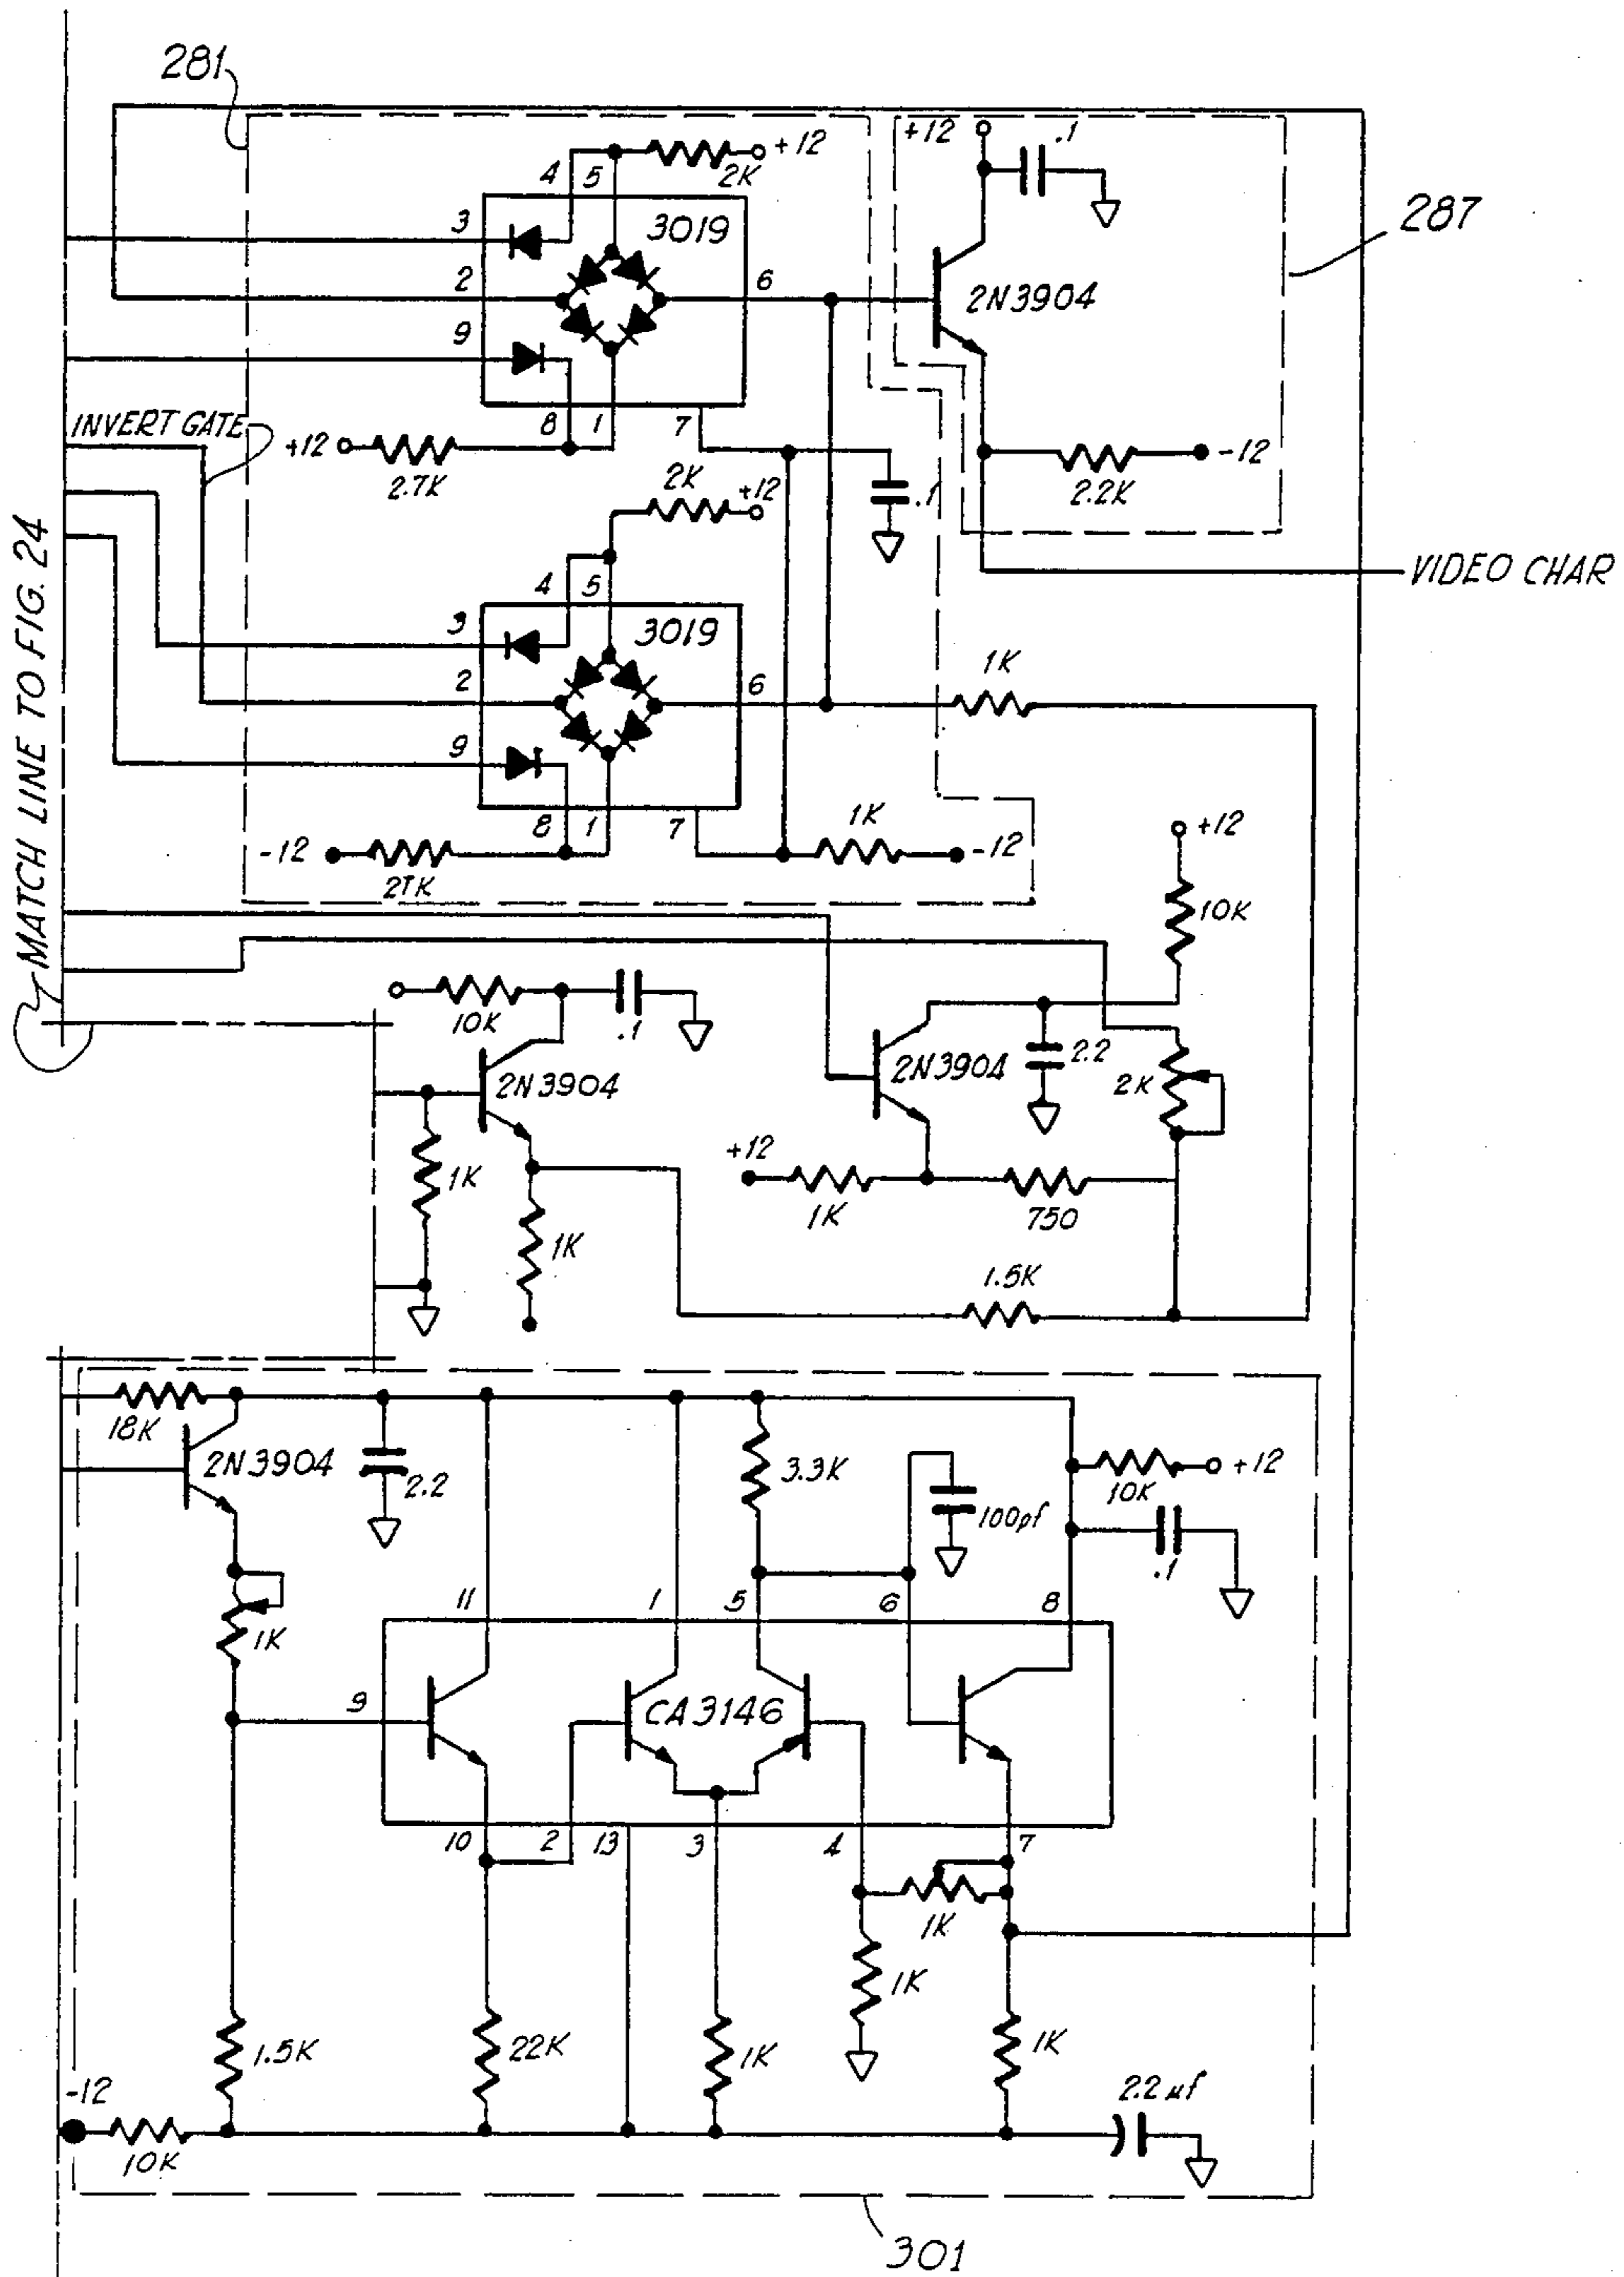 281
+12
.1
4
5
2K
+12
3
3019
287
2
6
2N3904
9
INVERT GATE
+12
2.7K
8
1
7
2K
+12
.1
2.2K
-12
VIDEO CHAR
4
5
3
3019
1K
2
6
9
8
1
7
1K
-12
-12
+12
10K
MATCH LINE TO FIG. 24
10K
.1
2N3904
2N3904
2.2
2K
+12
1K
1K
750
1K
1.5K
18K
2N3904
2.2
3.3K
100pf
10K
+12
.1
11
1
5
6
8
1K
9
CA3146
10
2
13
3
4
7
1K
1K
1.5K
22K
1K
1K
-12
2.2 µf
10K
301